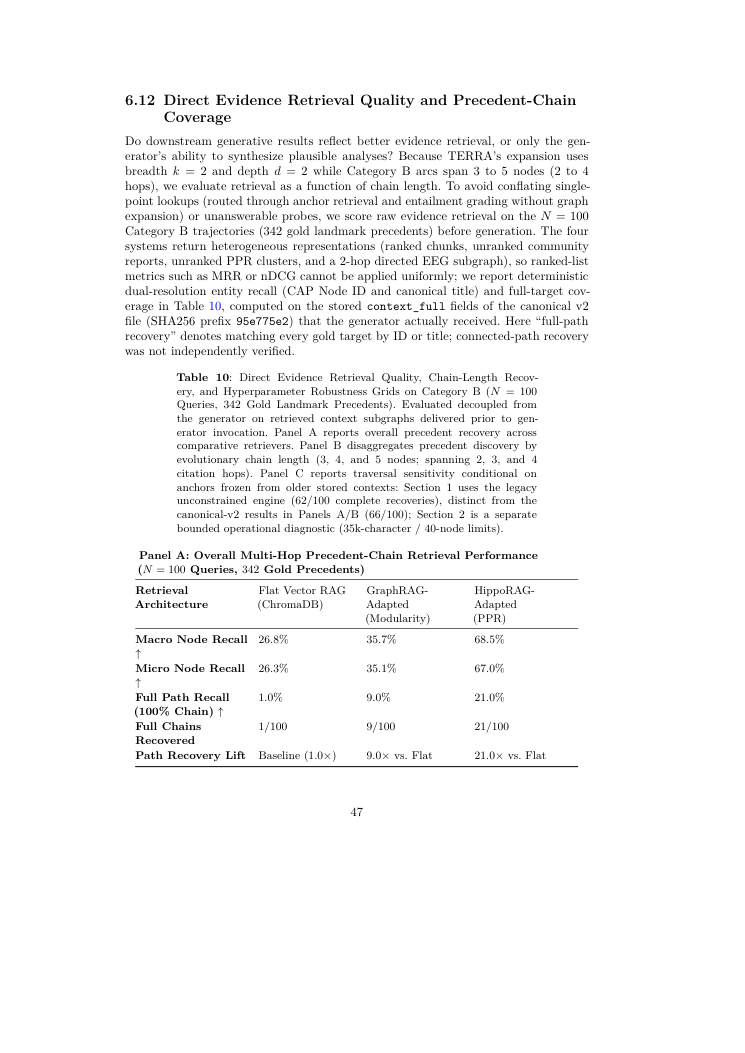 6.12 Direct Evidence Retrieval Quality and Precedent-Chain
Coverage
Do downstream generative results reflect better evidence retrieval, or only the gen-
erator's ability to synthesize plausible analyses? Because TERRA's expansion uses
breadth k = 2 and depth d = 2 while Category B arcs span 3 to 5 nodes (2 to 4
hops), we evaluate retrieval as a function of chain length. To avoid conflating single-
point lookups (routed through anchor retrieval and entailment grading without graph
expansion) or unanswerable probes, we score raw evidence retrieval on the N = 100
Category B trajectories (342 gold landmark precedents) before generation. The four
systems return heterogeneous representations (ranked chunks, unranked community
reports, unranked PPR clusters, and a 2-hop directed EEG subgraph), so ranked-list
metrics such as MRR or nDCG cannot be applied uniformly; we report deterministic
dual-resolution entity recall (CAP Node ID and canonical title) and full-target cov-
erage in Table 10, computed on the stored context_full fields of the canonical v2
file (SHA256 prefix 95e775e2) that the generator actually received. Here “full-path
recovery” denotes matching every gold target by ID or title; connected-path recovery
was not independently verified.
Table 10: Direct Evidence Retrieval Quality, Chain-Length Recov-
ery, and Hyperparameter Robustness Grids on Category B (N = 100
Queries, 342 Gold Landmark Precedents). Evaluated decoupled from
the generator on retrieved context subgraphs delivered prior to gen-
erator invocation. Panel A reports overall precedent recovery across
comparative retrievers. Panel B disaggregates precedent discovery by
evolutionary chain length (3, 4, and 5 nodes; spanning 2, 3, and 4
citation hops). Panel C reports traversal sensitivity conditional on
anchors frozen from older stored contexts: Section 1 uses the legacy
unconstrained engine (62/100 complete recoveries), distinct from the
canonical-v2 results in Panels A/B (66/100); Section 2 is a separate
bounded operational diagnostic (35k-character / 40-node limits).
Panel A: Overall Multi-Hop Precedent-Chain Retrieval Performance
(N = 100 Queries, 342 Gold Precedents)
Retrieval Flat Vector RAG GraphRAG- HippoRAG-
Architecture (ChromaDB) Adapted Adapted
(Modularity) (PPR)
Macro Node Recall 26.8% 35.7% 68.5%
↑
Micro Node Recall 26.3% 35.1% 67.0%
↑
Full Path Recall 1.0% 9.0% 21.0%
(100% Chain) ↑
Full Chains 1/100 9/100 21/100
Recovered
Path Recovery Lift Baseline (1.0×) 9.0× vs. Flat 21.0× vs. Flat
47